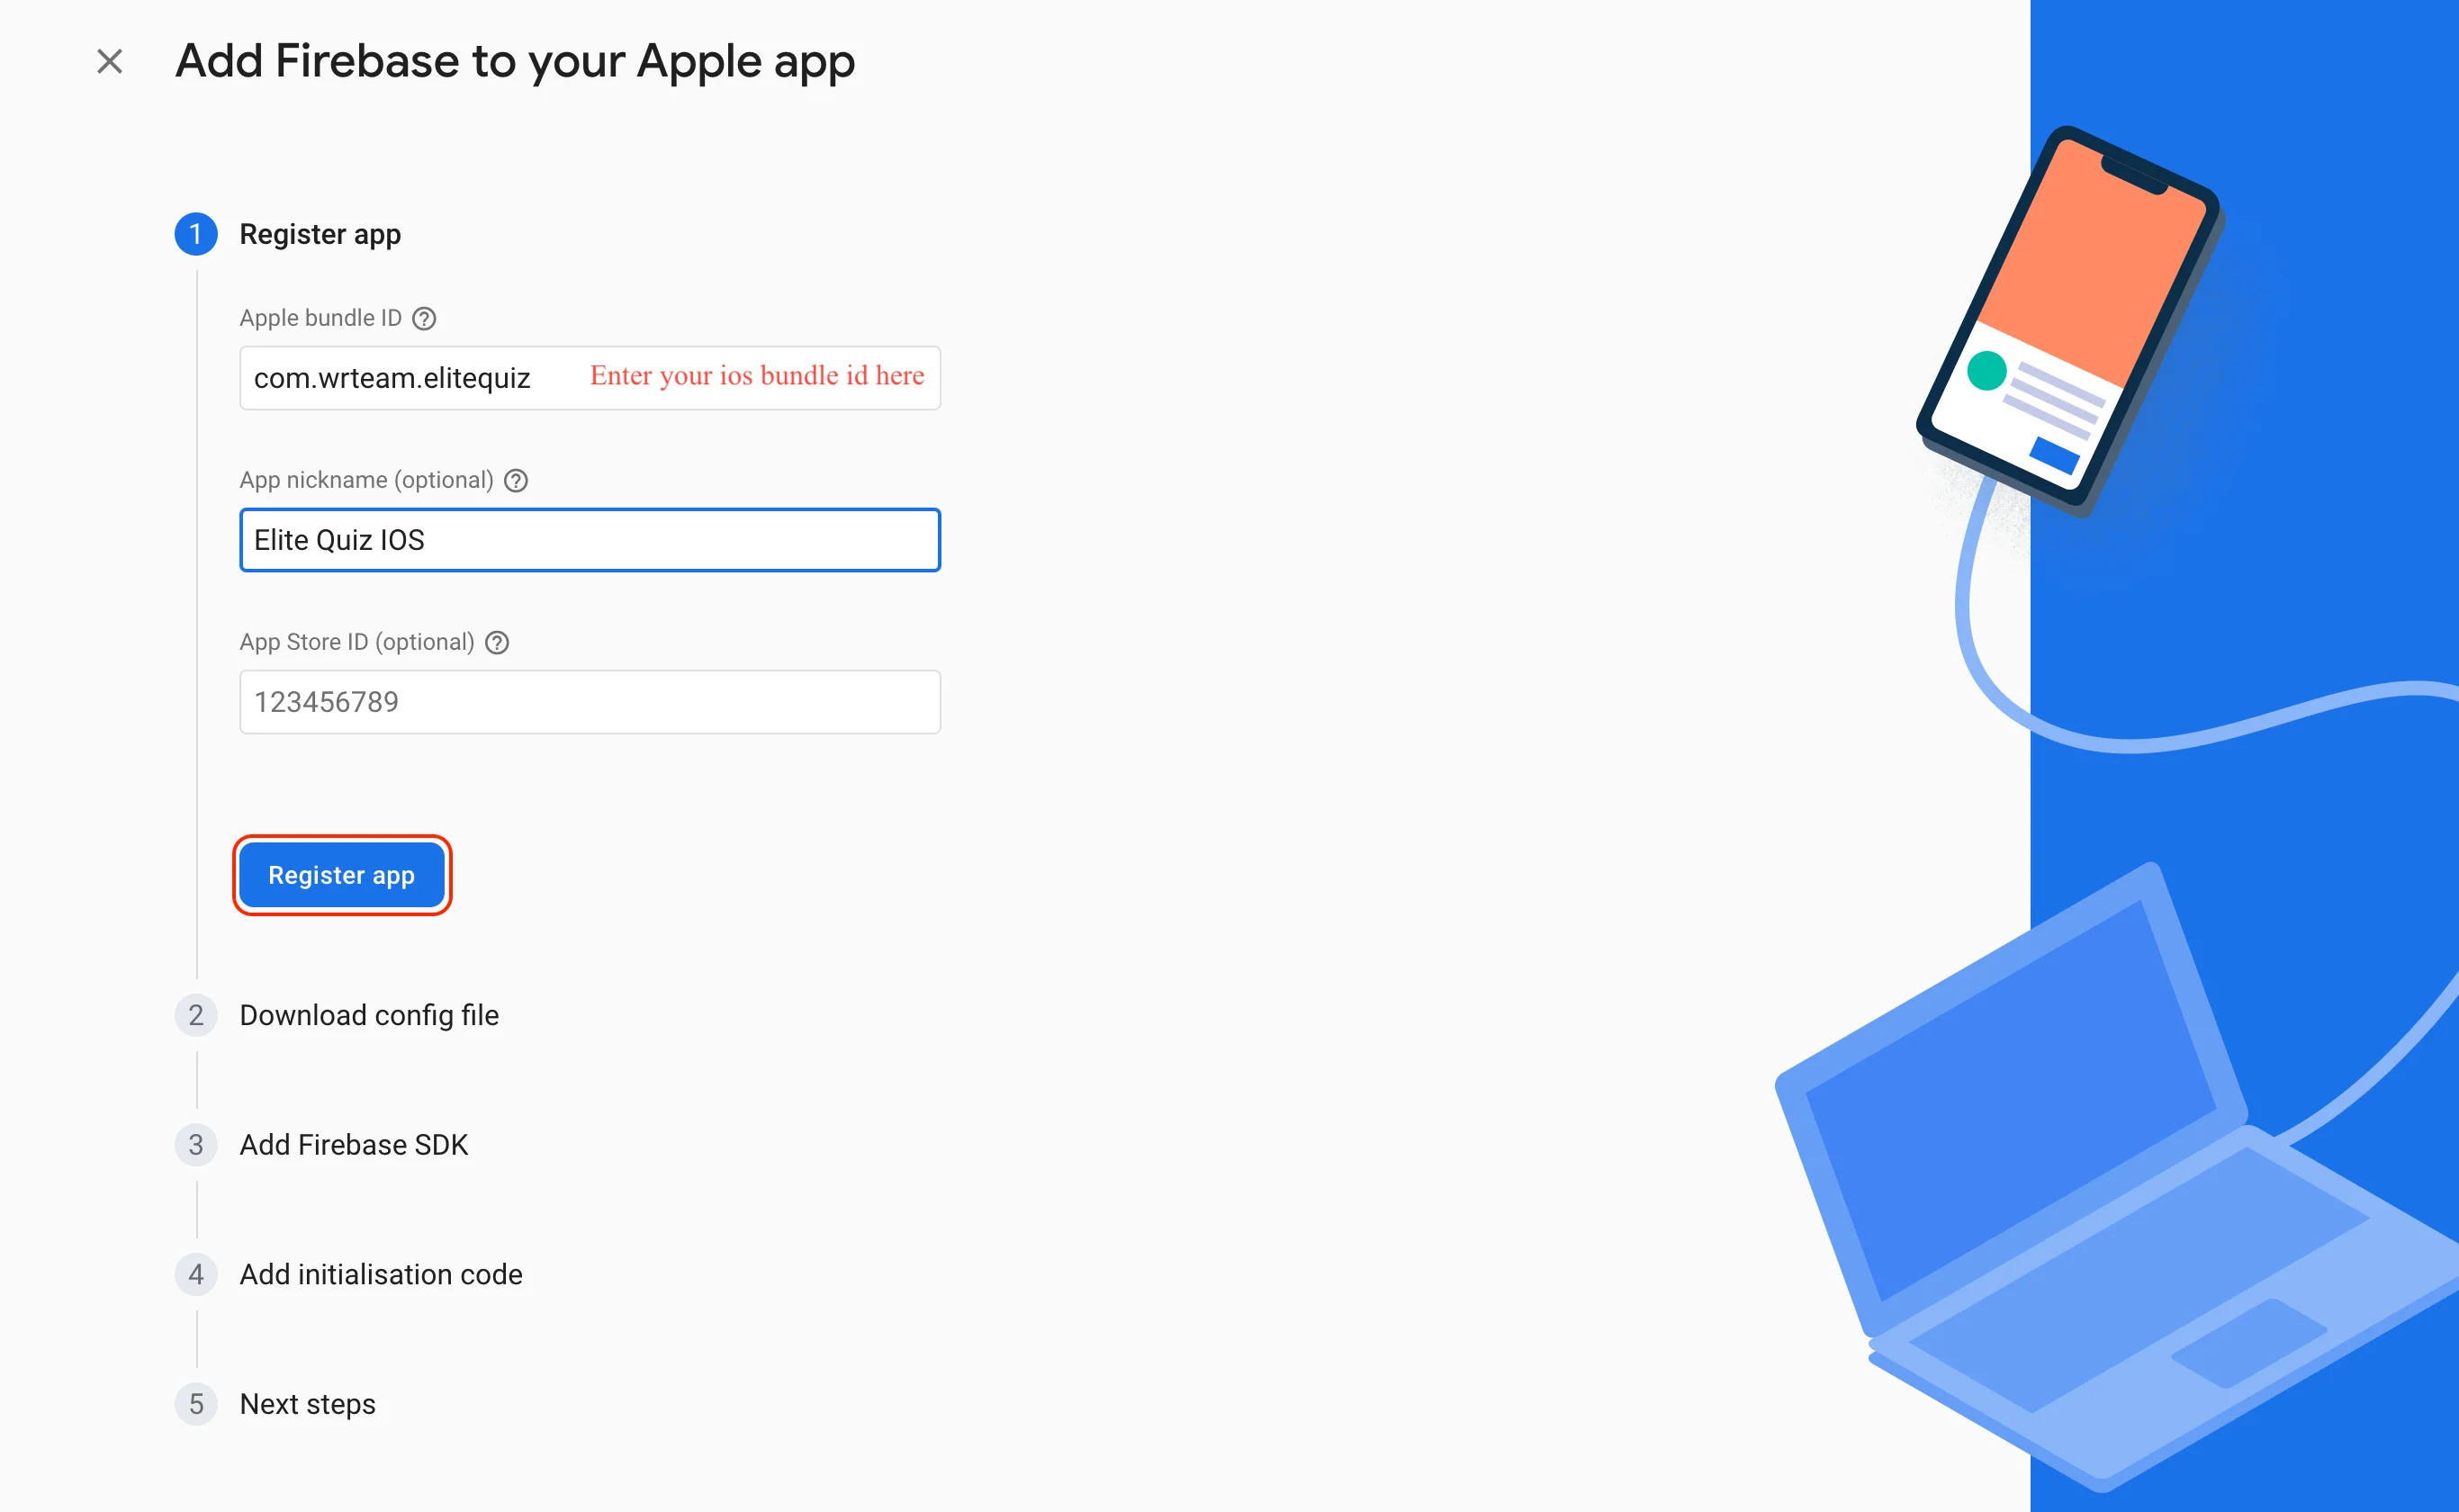 Add Firebase to your Apple app
1 Register app
Apple bundle ID ?
com.wrteam.elitequiz Enter your ios bundle id here
App nickname (optional) ?
Elite Quiz IOS
App Store ID (optional) ?
123456789
Register app
2 Download config file
3 Add Firebase SDK
4 Add initialisation code
5 Next steps